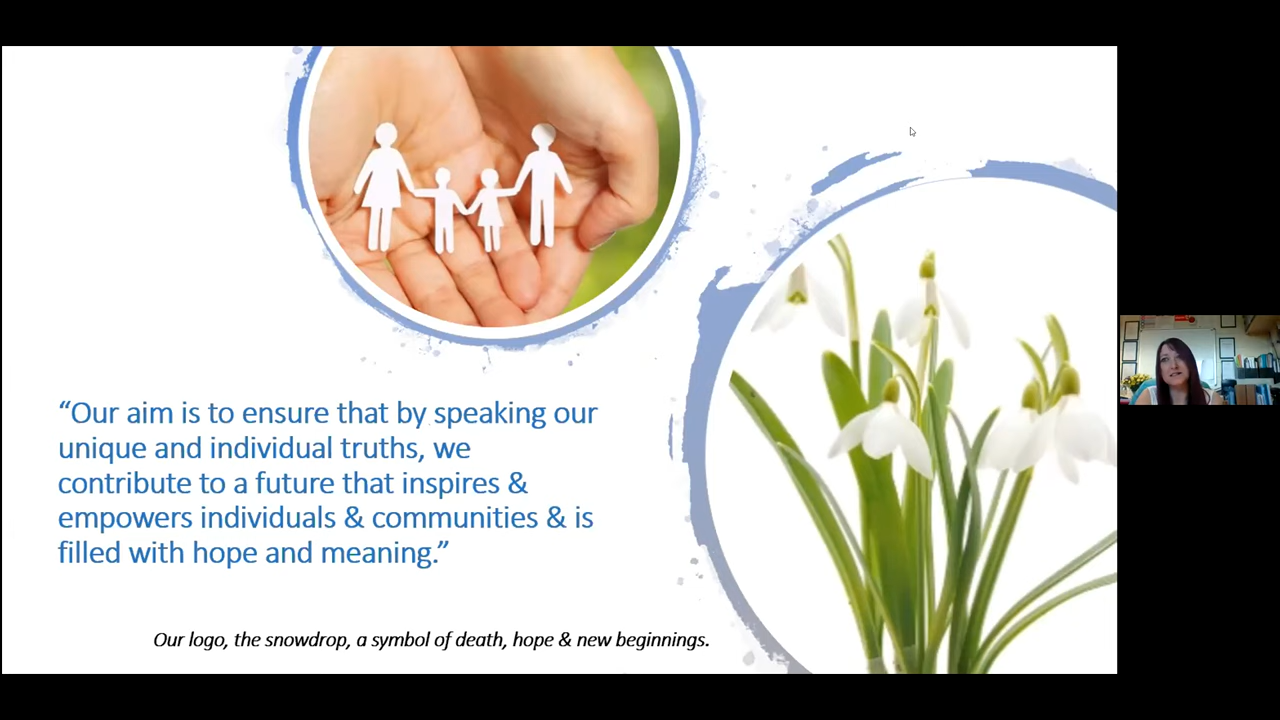 “Our aim is to ensure that by speaking our
unique and individual truths, we
contribute to a future that inspires &
empowers individuals & communities & is
filled with hope and meaning.”
Our logo, the snowdrop, a symbol of death, hope & new beginnings.